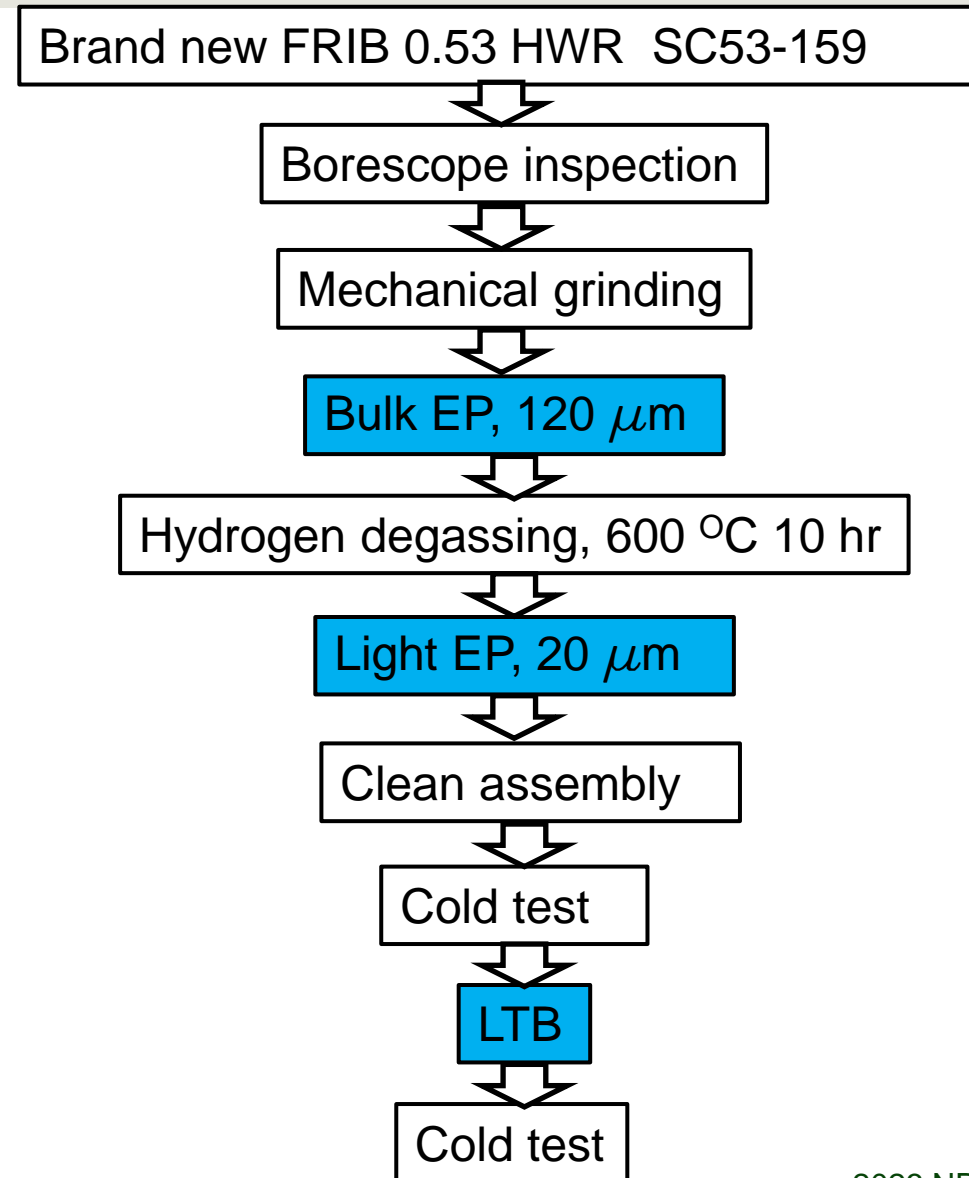 Brand new FRIB 0.53 HWR SC53-159
Borescope inspection
Mechanical grinding
Bulk EP, 120 μm
Hydrogen degassing, 600 ᴼC 10 hr
Light EP, 20 μm
Clean assembly
Cold test
LTB
Cold test